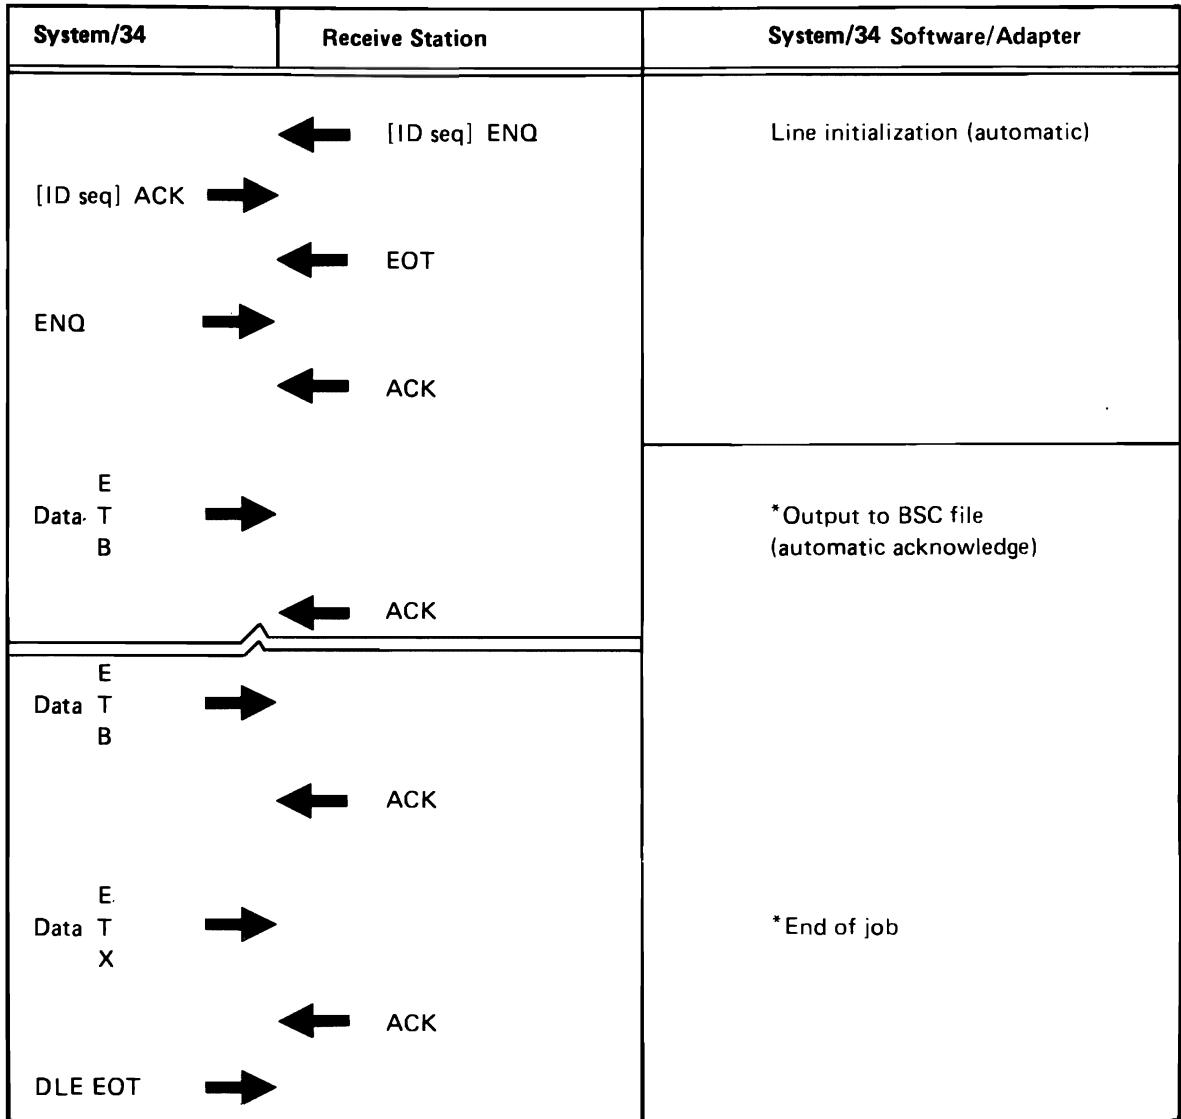 System/34 Receive Station System/34 Software/Adapter
[ID seq] ENQ Line initialization (automatic)
[ID seq] ACK
EOT
ENQ
ACK
E
Data T
B
*Output to BSC file
(automatic acknowledge)
ACK
E
Data T
B
ACK
E
Data T
X
*End of job
ACK
DLE EOT